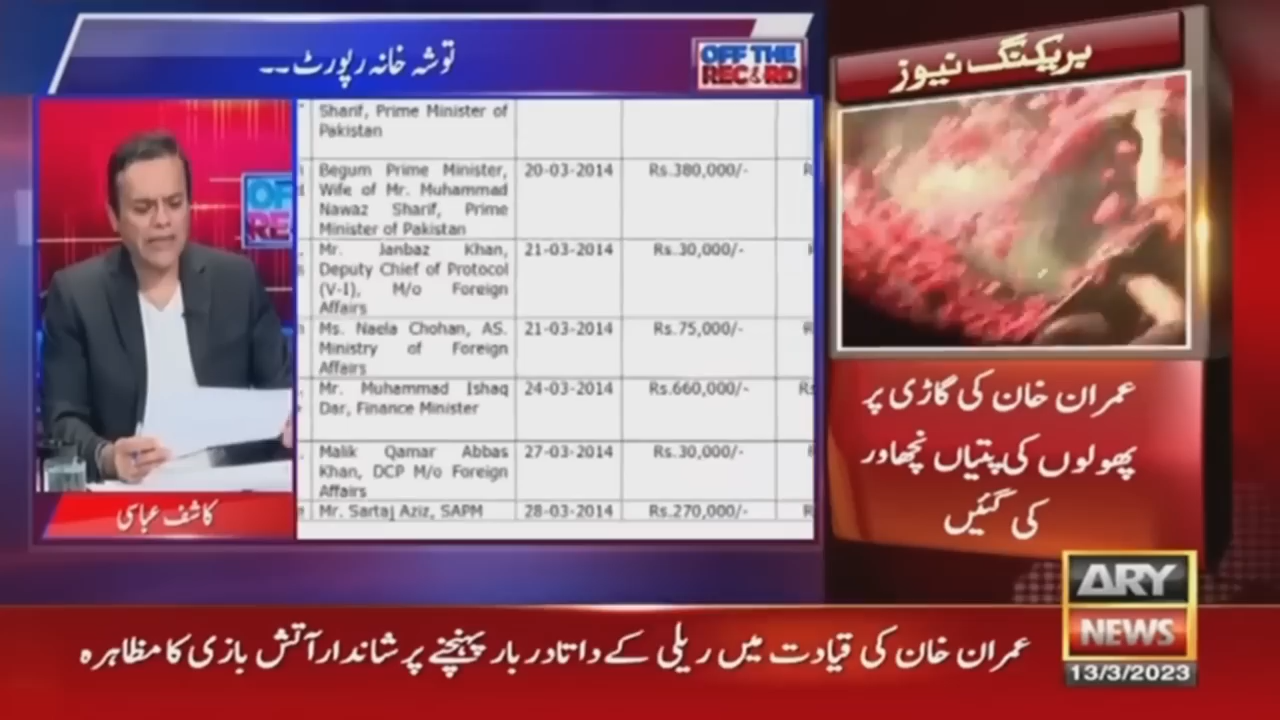 توشہ خانہ رپورٹ۔۔
OFF THE
RECORD
بریکنگ نیوز
Sharif, Prime Minister of
Pakistan
Begum Prime Minister, 20-03-2014 Rs.380,000/- R
Wife of Mr. Muhammad
Nawaz Sharif, Prime
Minister of Pakistan
Mr. Janbaz Khan, 21-03-2014 Rs.30,000/-
Deputy Chief of Protocol
(V-I), M/o Foreign
Affairs
Ms. Naela Chohan, AS. 21-03-2014 Rs.75,000/-
Ministry of Foreign
Affairs
Mr. Muhammad Ishaq 24-03-2014 Rs.660,000/- Rs
Dar, Finance Minister
Malik Qamar Abbas 27-03-2014 Rs.30,000/-
Khan, DCP M/o Foreign
Affairs
Mr. Sartaj Aziz, SAPM 28-03-2014 Rs.270,000/- R
OFF
RE
کاشف عباسی
عمران خان کی گاڑی پر
پھولوں کی پتیاں نچھاور
کی گئیں
ARY
NEWS
13/3/2023
عمران خان کی قیادت میں ریلی کے داتا دربار پہنچنے پر شاندار آتش بازی کا مظاہرہ